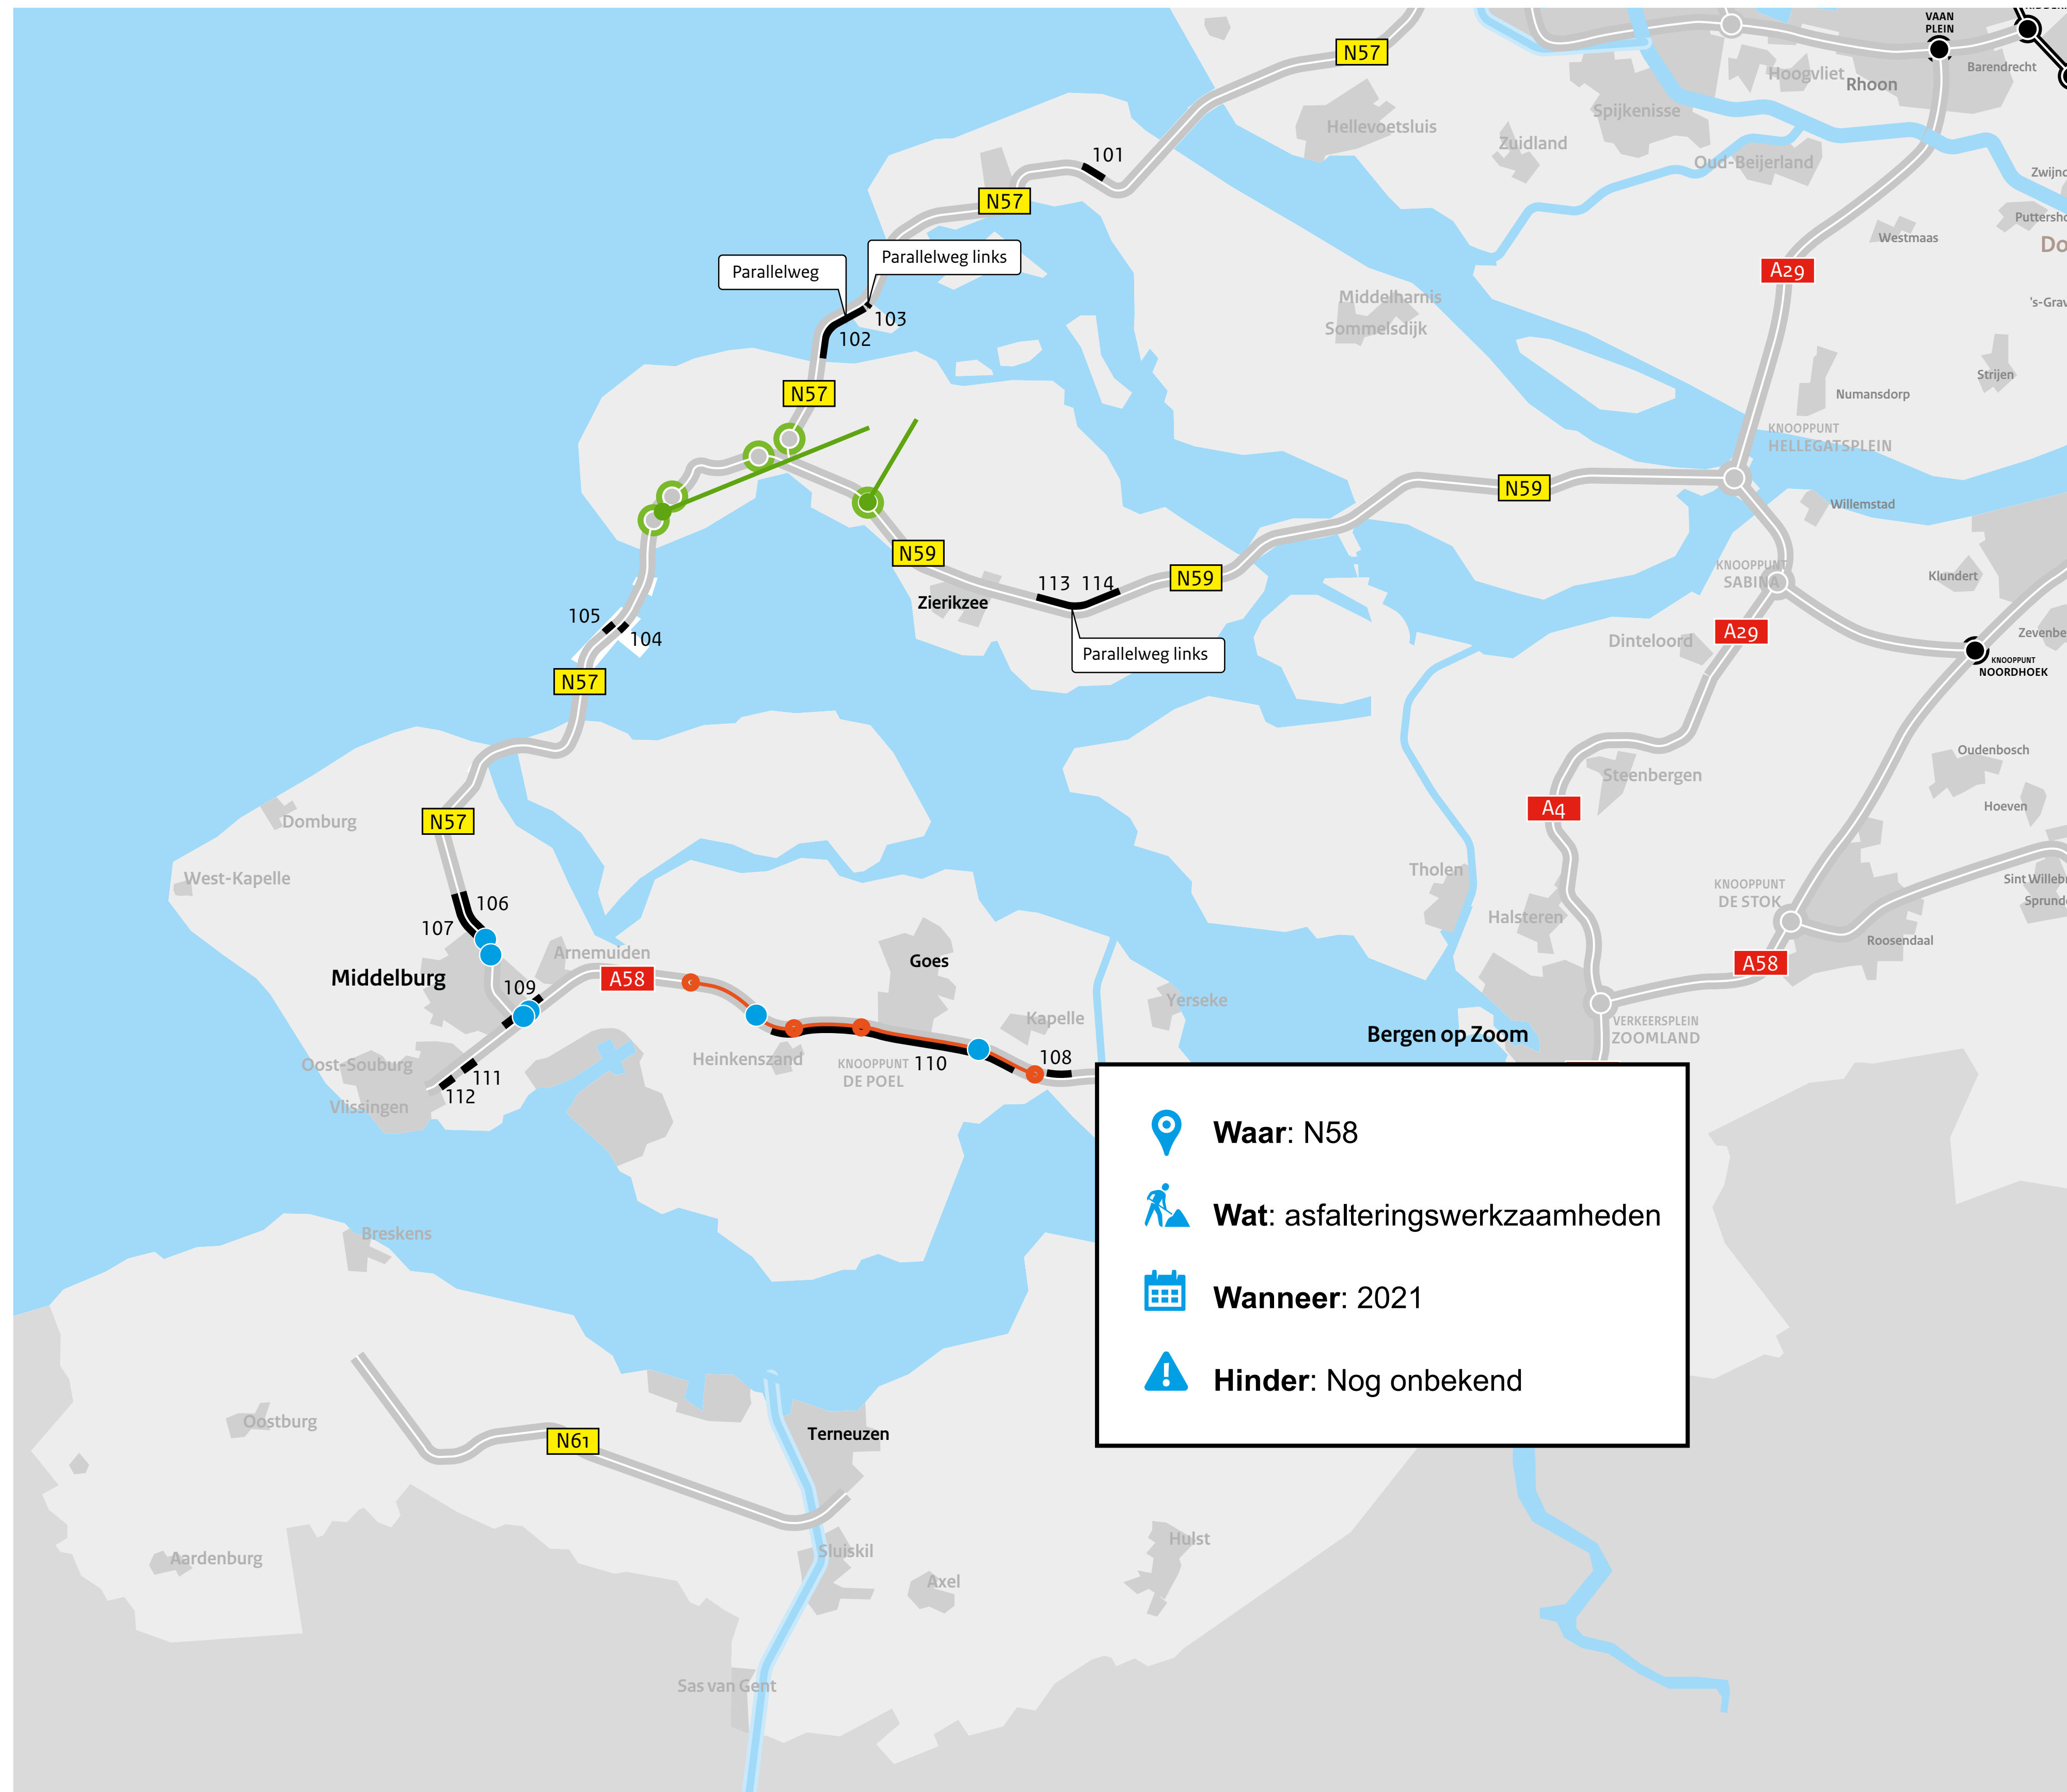 VAAN
PLEIN
N57
Barendrecht
Hoogvliet
Rhoon
Spijkenisse
Hellevoetsluis
Zuidland
101
Oud-Beijerland
N57
Westmaas
Parallelweg links
Parallelweg
A29
Middelharnis
Sommelsdijk
103
102
Strijen
N57
Numansdorp
KNOOPPUNT
HELLEGATSPLEIN
N59
Willemstad
N59
KNOOPPUNT
SABINA
Klundert
N59
113 114
Zierikzee
105
104
Dinteloord
A29
Parallelweg links
KNOOPPUNT
NOORDHOEK
N57
Oudenbosch
Steenbergen
Hoeven
A4
Domburg
N57
West-Kapelle
Tholen
KNOOPPUNT
DE STOK
106
107
Halsteren
Roosendaal
Arnemuiden
Goes
A58
Middelburg
A58
109
Yerseke
Kapelle
VERKEERSPLEIN
ZOOMLAND
Bergen op Zoom
Oost-Souburg
Heinkenszand
KNOOPPUNT
DE POEL
110
108
111
112
Vlissingen
Waar: N58
Wat: asfalteringswerkzaamheden
Wanneer: 2021
Hinder: Nog onbekend
Breskens
Oostburg
N61
Terneuzen
Aardenburg
Sluiskil
Hulst
Axel
Sas van Gent